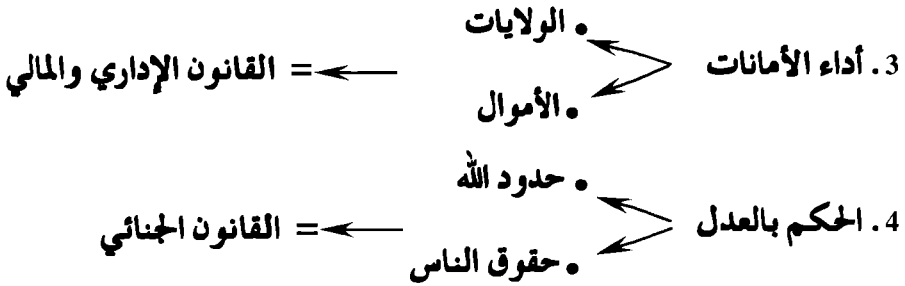 • الولايات
3. أداء الأمانات
= القانون الإداري والمالي
• الأموال
• حدود الله
4. الحكم بالعدل
= القانون الجنائي
• حقوق الناس